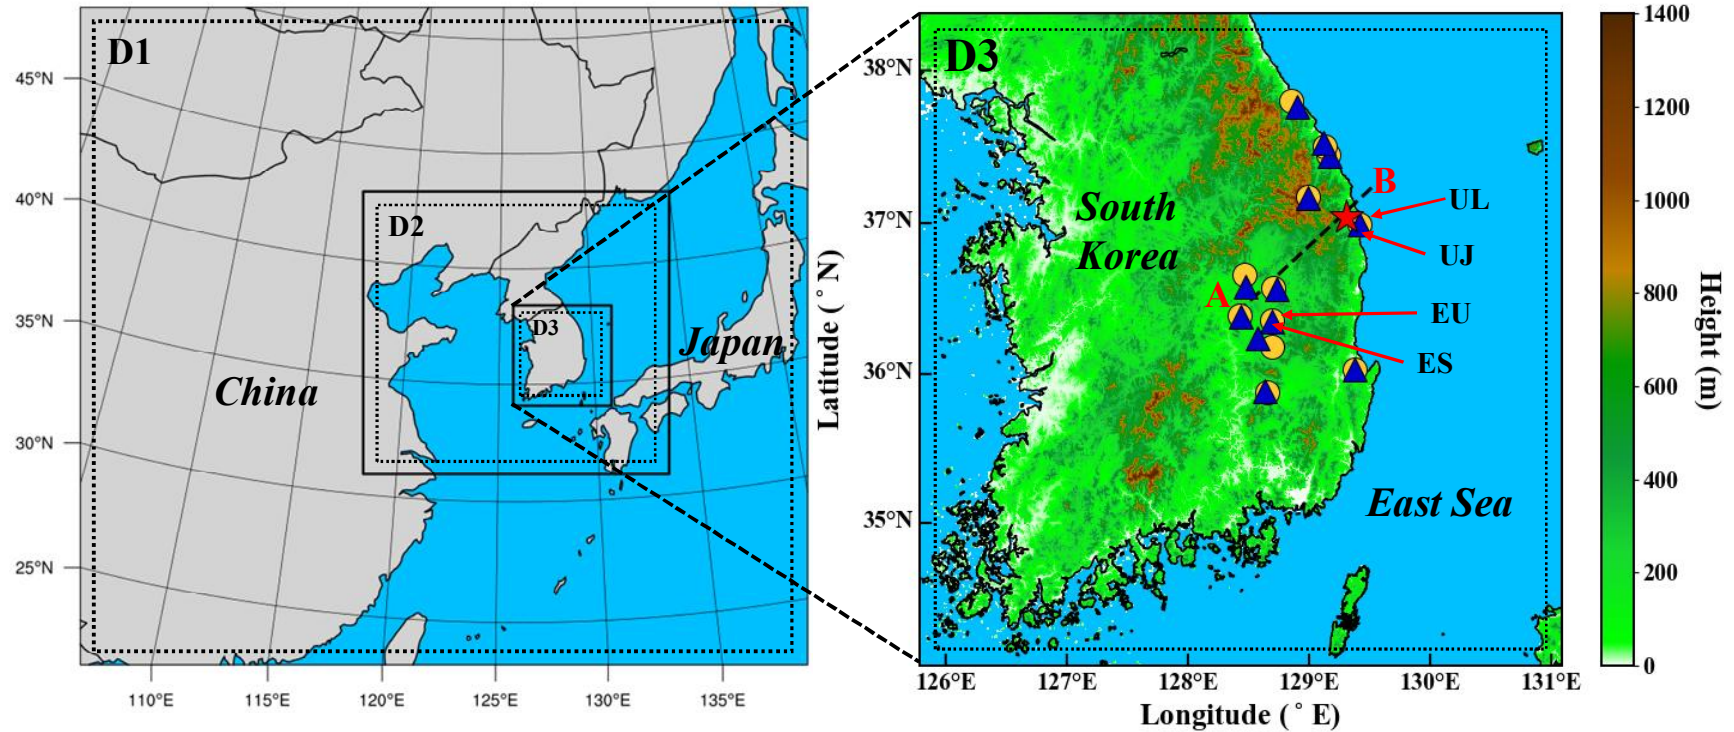 D1
45°N
40°N
35°N
30°N
25°N
110°E
115°E
120°E
125°E
130°E
135°E
D2
D3
China
Japan
D3
Latitude ( ° N)
38°N
37°N
36°N
35°N
126°E
127°E
128°E
129°E
130°E
131°E
Longitude ( ° E)
South
Korea
East Sea
A
B
UL
UJ
EU
ES
1400
1200
1000
800
600
400
200
0
Height (m)